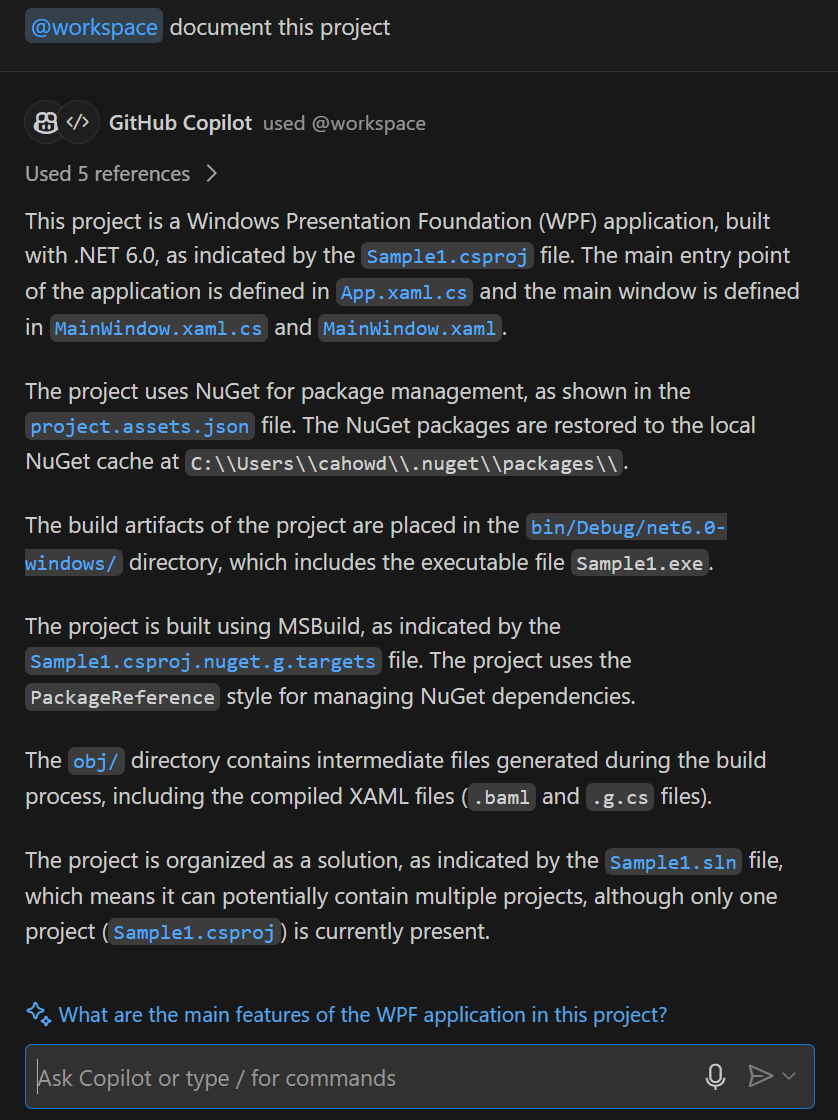 @workspace document this project
GitHub Copilot used @workspace
Used 5 references
This project is a Windows Presentation Foundation (WPF) application, built
with .NET 6.0, as indicated by the Sample1.csproj file. The main entry point
of the application is defined in App.xaml.cs and the main window is defined
in MainWindow.xaml.cs and MainWindow.xaml.
The project uses NuGet for package management, as shown in the
project.assets.json file. The NuGet packages are restored to the local
NuGet cache at C:\\Users\\cahowd\\.nuget\\packages\\.
The build artifacts of the project are placed in the bin/Debug/net6.0-
windows/ directory, which includes the executable file Sample1.exe.
The project is built using MSBuild, as indicated by the
Sample1.csproj.nuget.g.targets file. The project uses the
PackageReference style for managing NuGet dependencies.
The obj/ directory contains intermediate files generated during the build
process, including the compiled XAML files (.baml and .g.cs files).
The project is organized as a solution, as indicated by the Sample1.sln file,
which means it can potentially contain multiple projects, although only one
project (Sample1.csproj) is currently present.
What are the main features of the WPF application in this project?
Ask Copilot or type / for commands